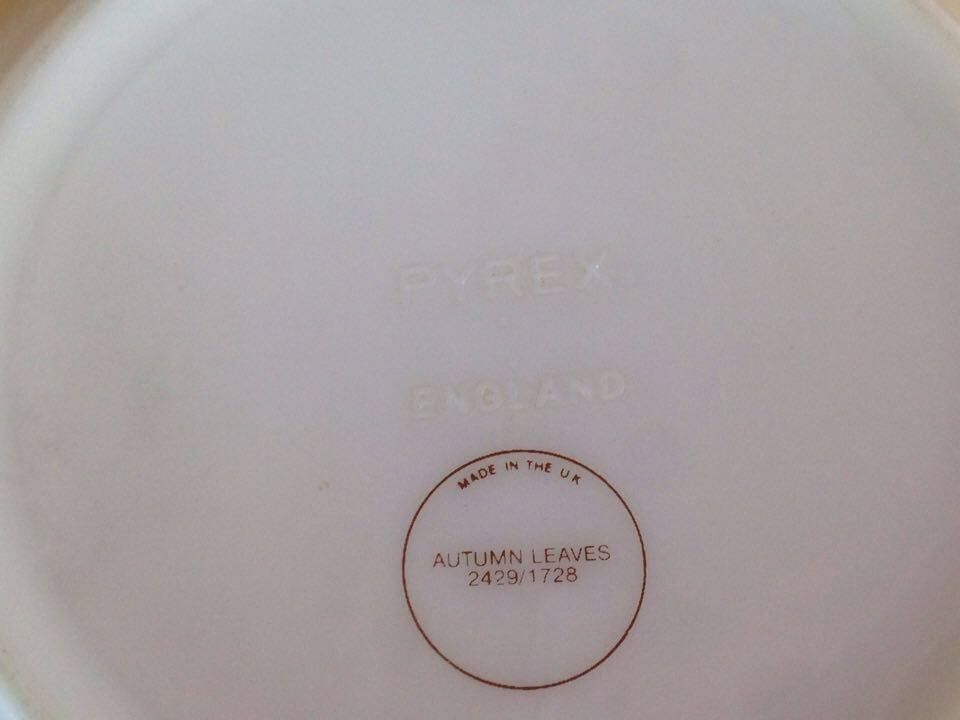 PYREX
ENGLAND
MADE IN THE UK
AUTUMN LEAVES
2429/1728